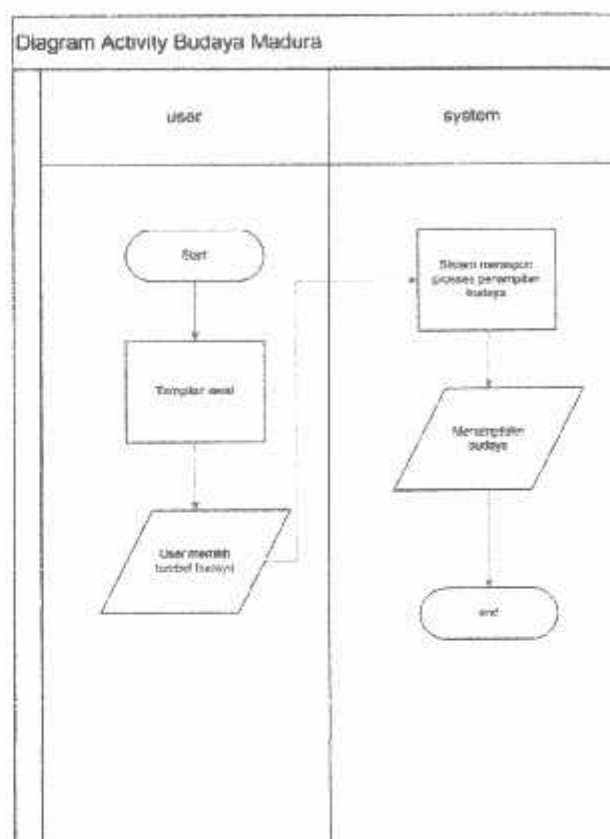 Diagram Activity Budaya Madura
user
system
Start
Tampilan awal
User memilih
tombol budaya
Sistem merespon
prosses penampilan
budaya
Menampilkan
budaya
end